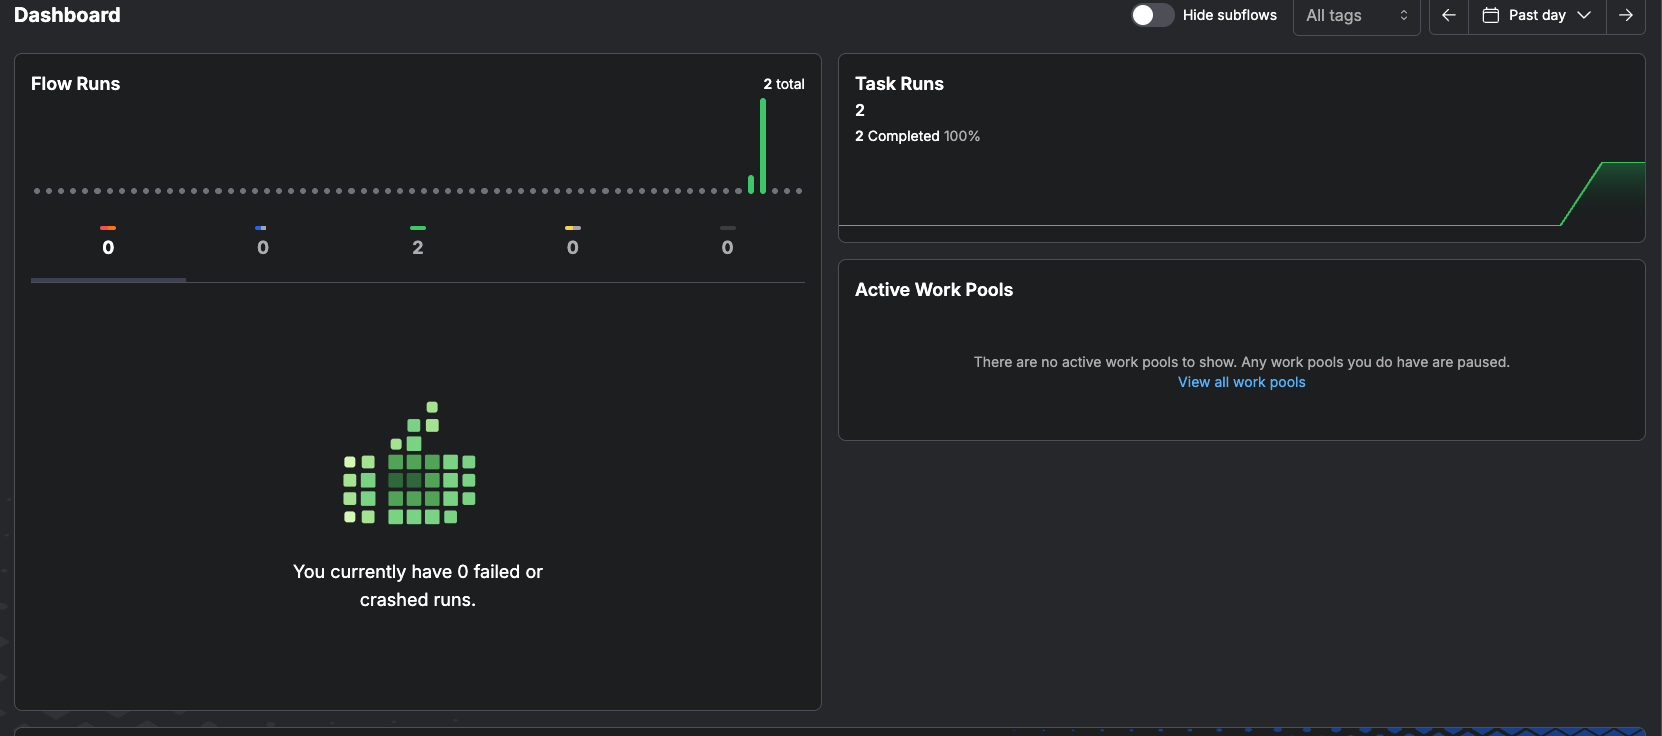 Dashboard
Hide subflows
All tags
Past day
Flow Runs
2 total
0
0
2
0
0
You currently have 0 failed or
crashed runs.
Task Runs
2
2 Completed 100%
Active Work Pools
There are no active work pools to show. Any work pools you do have are paused.
View all work pools